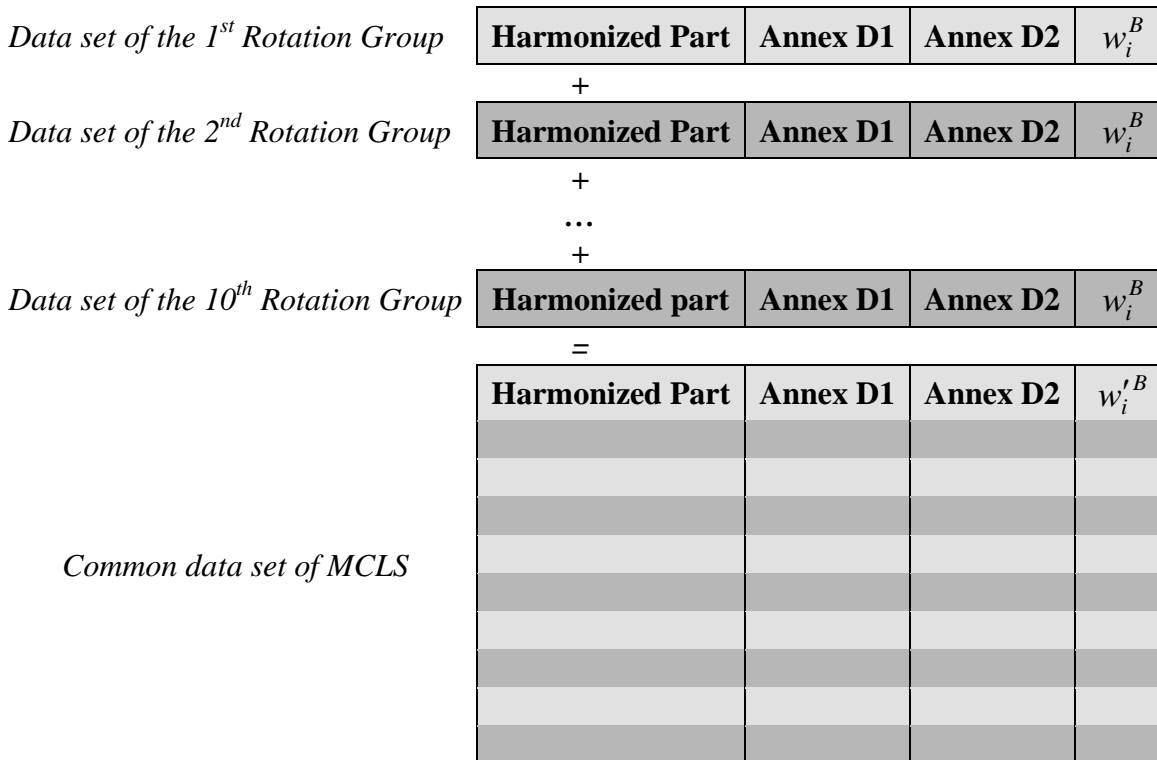 Data set of the 1st Rotation Group Harmonized Part Annex D1 Annex D2 w_i^B
+
Data set of the 2nd Rotation Group Harmonized Part Annex D1 Annex D2 w_i^B
+
...
+
Data set of the 10th Rotation Group Harmonized part Annex D1 Annex D2 w_i^B
=
Harmonized Part Annex D1 Annex D2 w'_i^B
Common data set of MCLS